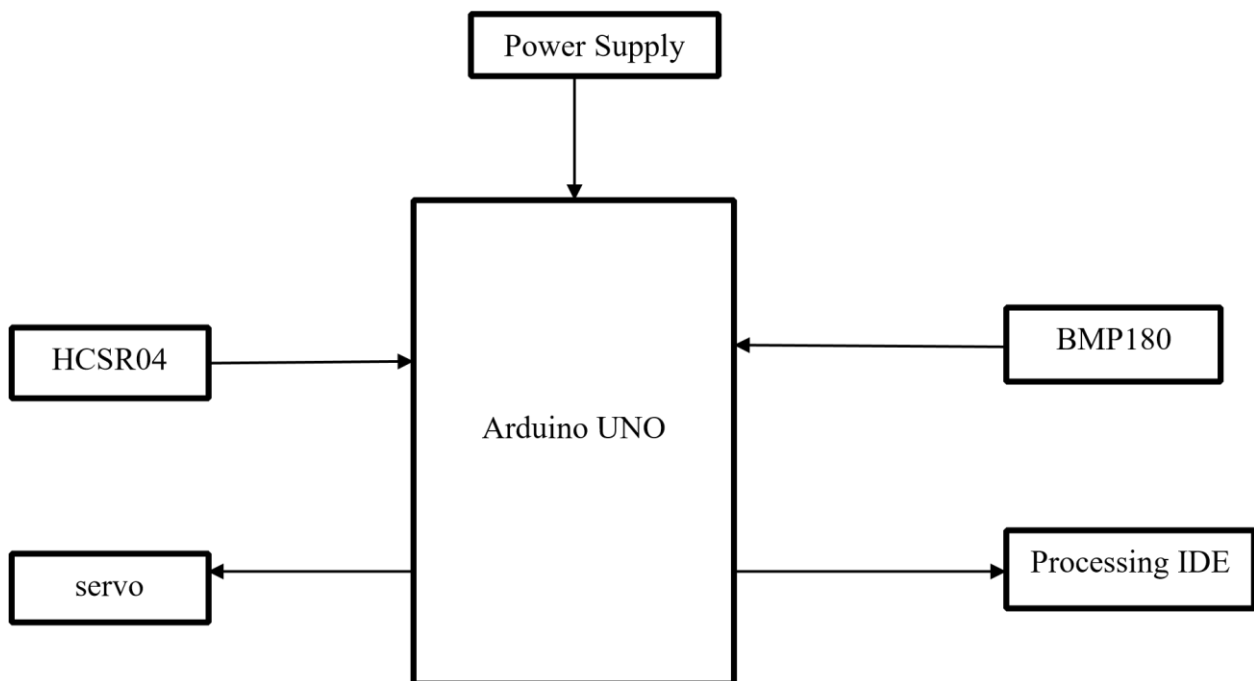 Power Supply
HCSR04
BMP180
Arduino UNO
servo
Processing IDE